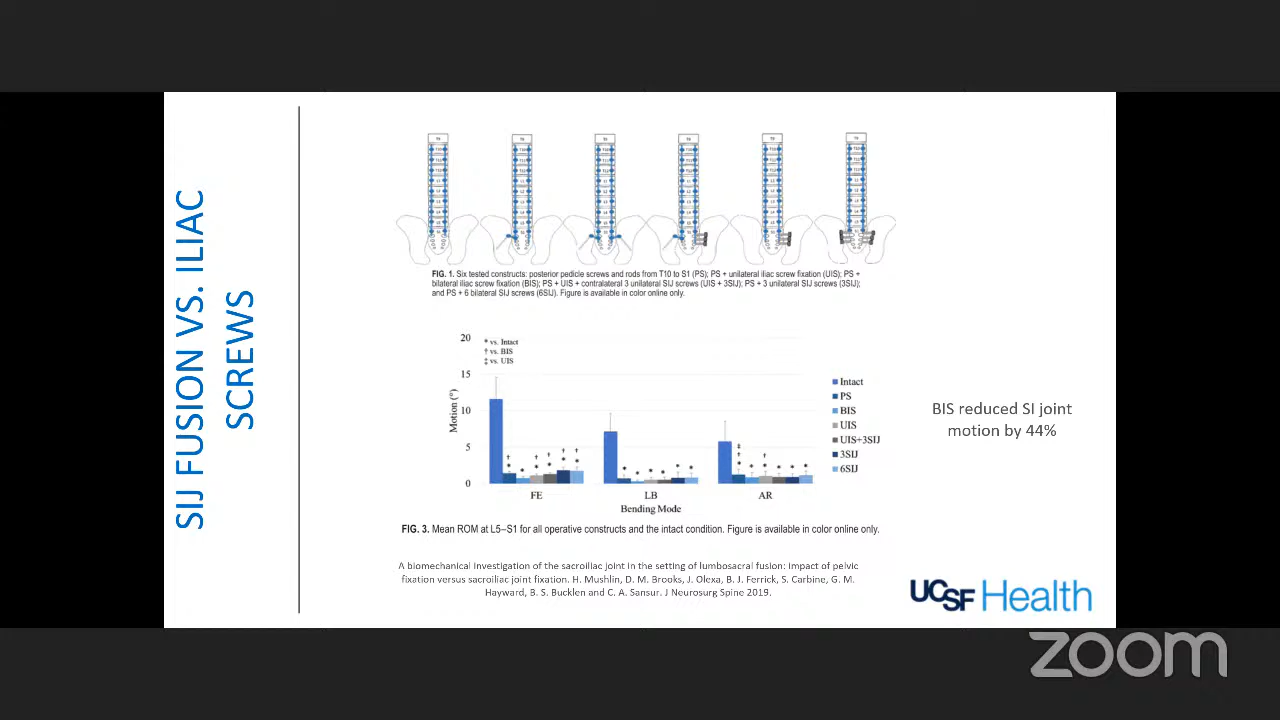 SIJ FUSION VS. ILIAC
SCREWS
FIG. 1. Six tested constructs: posterior pedicle screws and rods from T10 to S1 (PS); PS + unilateral iliac screw fixation (UIS); PS +
bilateral iliac screw fixation (BIS); PS + UIS + contralateral 3 unilateral SIJ screws (UIS + 3SIJ); PS + 3 unilateral SIJ screws (3SIJ);
and PS + 6 bilateral SIJ screws (6SIJ). Figure is available in color online only.
20
15
10
5
0
Motion (°)
* vs. Intact
† vs. BIS
‡ vs. UIS
FE
LB
AR
Bending Mode
Intact
PS
BIS
UIS
UIS+3SIJ
3SIJ
6SIJ
FIG. 3. Mean ROM at L5–S1 for all operative constructs and the intact condition. Figure is available in color online only.
BIS reduced SI joint
motion by 44%
A biomechanical investigation of the sacroiliac joint in the setting of lumbosacral fusion: impact of pelvic
fixation versus sacroiliac joint fixation. H. Mushlin, D. M. Brooks, J. Olexa, B. J. Ferrick, S. Carbine, G. M.
Hayward, B. S. Bucklen and C. A. Sansur. J Neurosurg Spine 2019.
UCSF Health
zoom